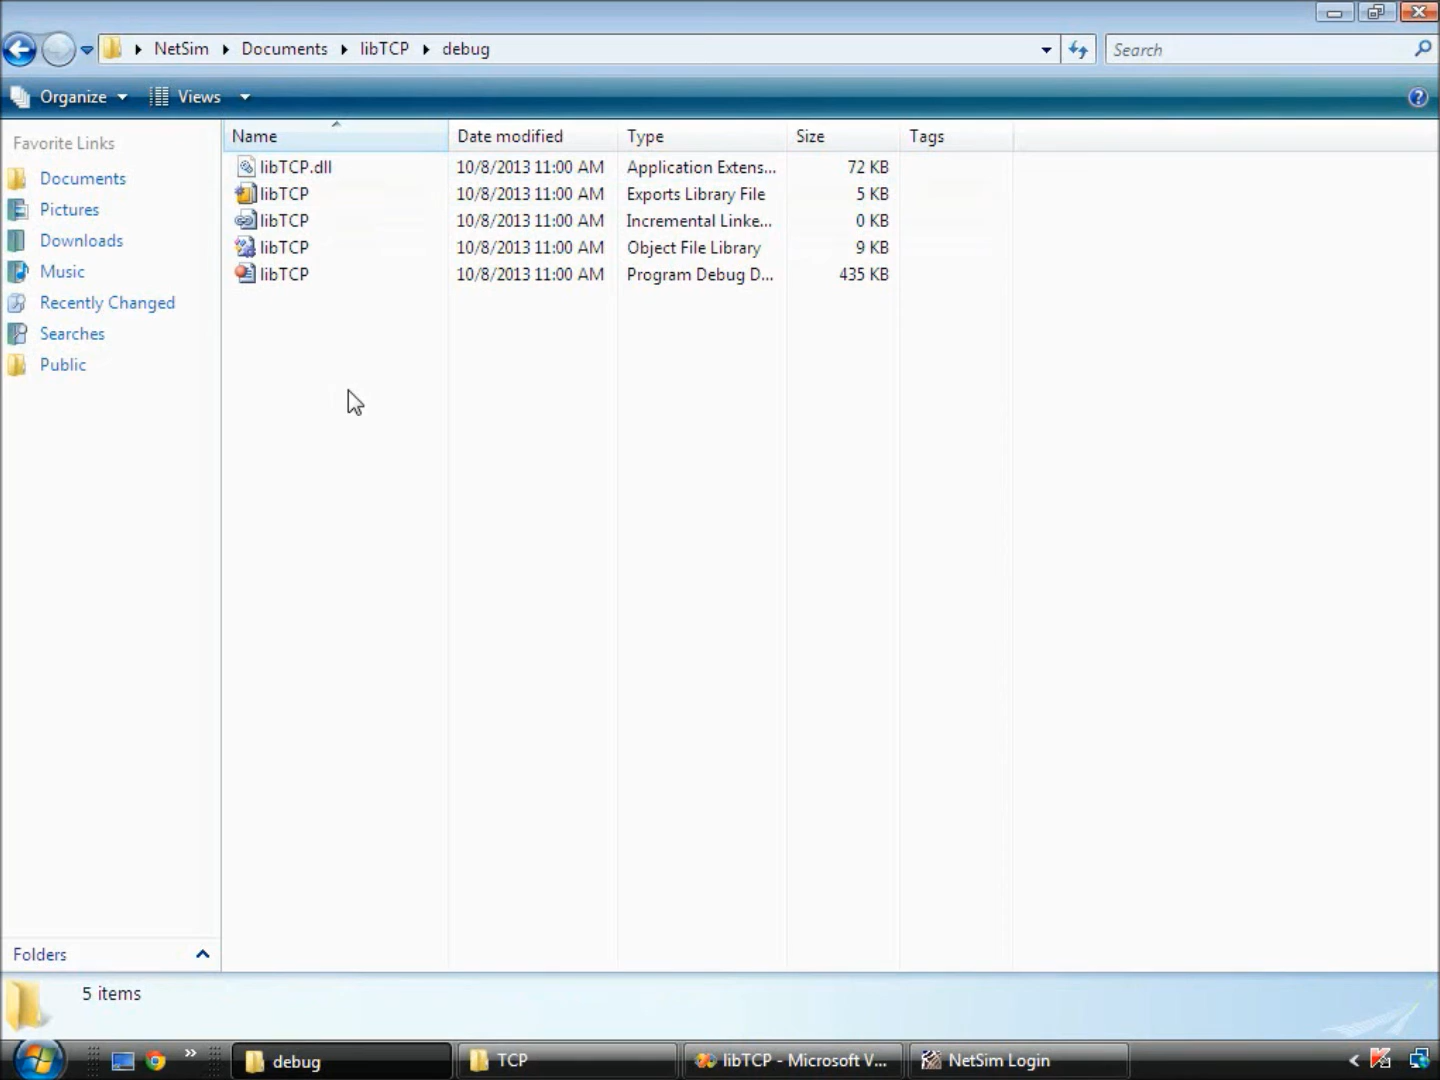 NetSim Documents libTCP debug
Search
Organize Views
Favorite Links
Documents
Pictures
Downloads
Music
Recently Changed
Searches
Public
Folders
Name Date modified Type Size Tags
libTCP.dll 10/8/2013 11:00 AM Application Extens... 72 KB
libTCP 10/8/2013 11:00 AM Exports Library File 5 KB
libTCP 10/8/2013 11:00 AM Incremental Linke... 0 KB
libTCP 10/8/2013 11:00 AM Object File Library 9 KB
libTCP 10/8/2013 11:00 AM Program Debug D... 435 KB
5 items
debug TCP libTCP - Microsoft V... NetSim Login